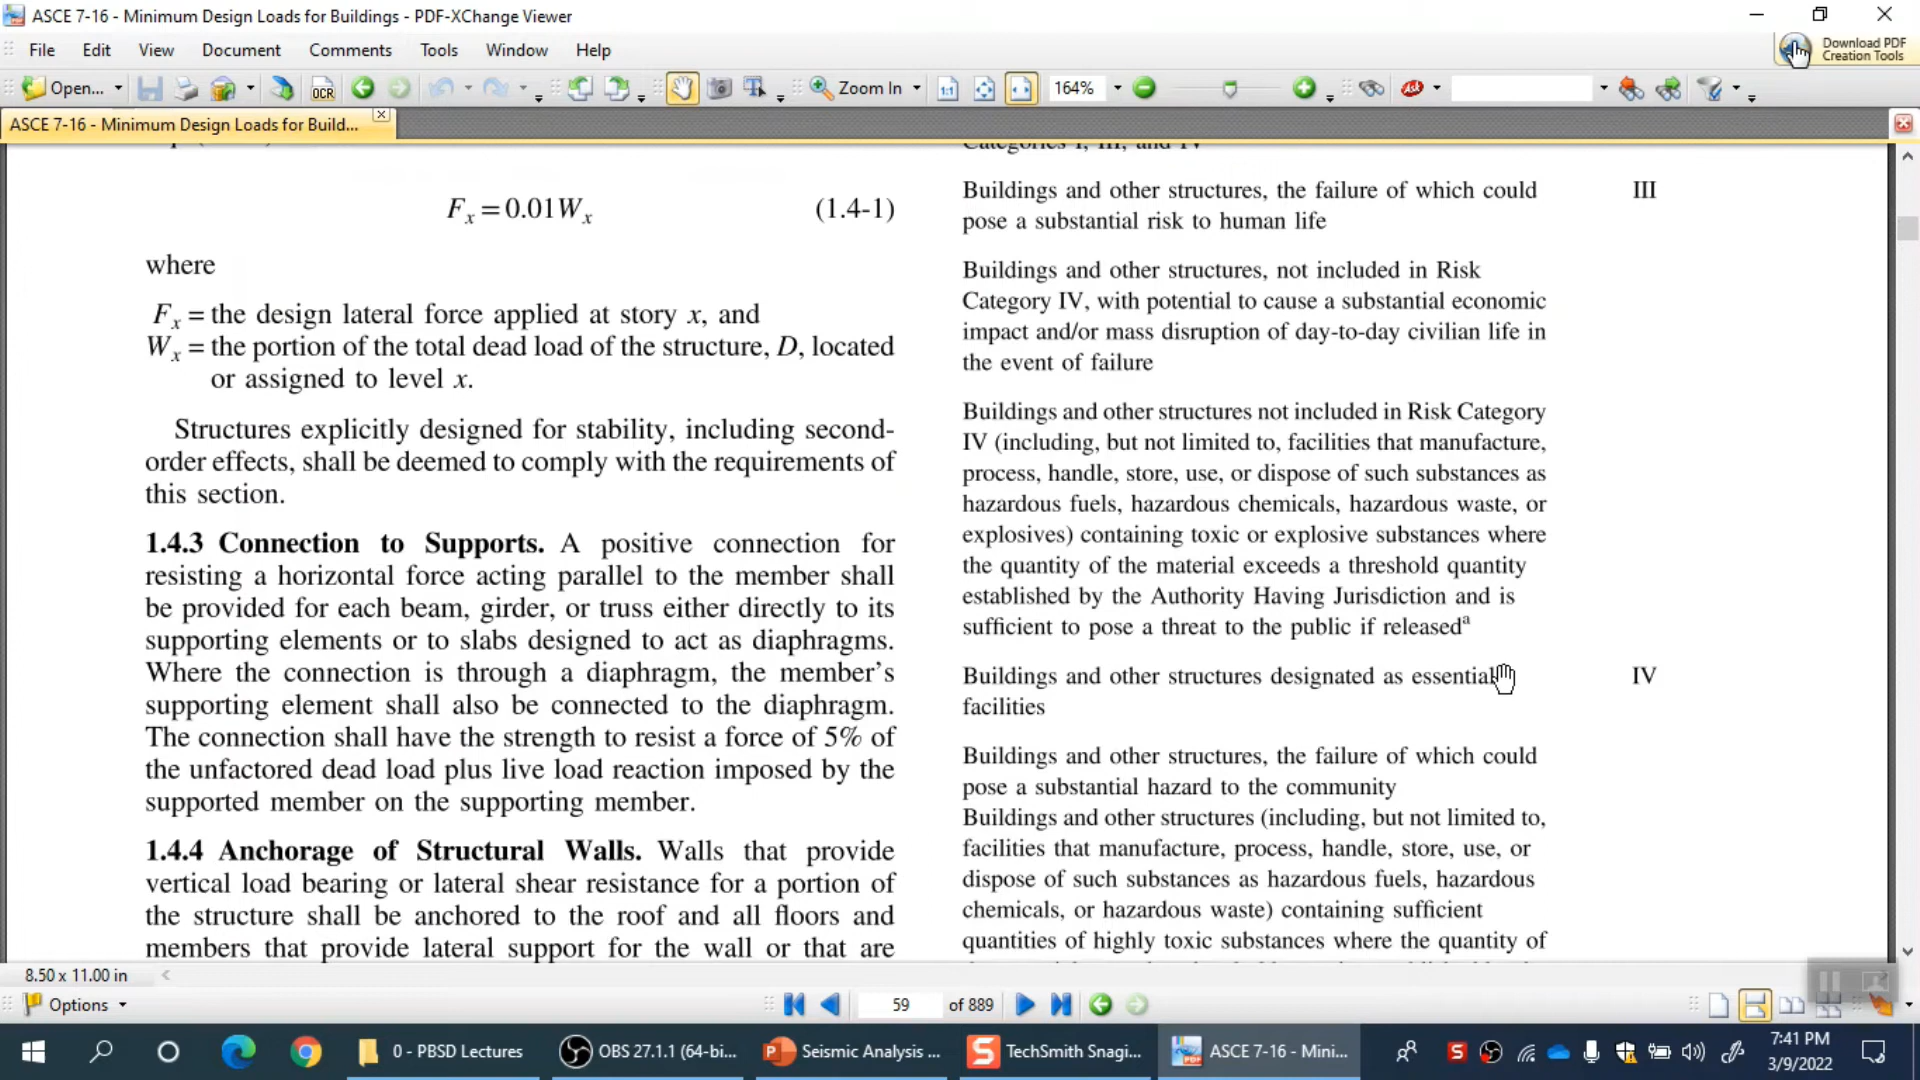 ASCE 7-16 - Minimum Design Loads for Buildings - PDF-XChange Viewer
File Edit View Document Comments Tools Window Help
Download PDF
Creation Tools
Open...
OCR
Zoom In
1:1
164%
ASCE 7-16 - Minimum Design Loads for Build...
Fx = 0.01Wx (1.4-1)
where
Fx = the design lateral force applied at story x, and
Wx = the portion of the total dead load of the structure, D, located
or assigned to level x.
Structures explicitly designed for stability, including second-
order effects, shall be deemed to comply with the requirements of
this section.
1.4.3 Connection to Supports. A positive connection for
resisting a horizontal force acting parallel to the member shall
be provided for each beam, girder, or truss either directly to its
supporting elements or to slabs designed to act as diaphragms.
Where the connection is through a diaphragm, the member's
supporting element shall also be connected to the diaphragm.
The connection shall have the strength to resist a force of 5% of
the unfactored dead load plus live load reaction imposed by the
supported member on the supporting member.
1.4.4 Anchorage of Structural Walls. Walls that provide
vertical load bearing or lateral shear resistance for a portion of
the structure shall be anchored to the roof and all floors and
members that provide lateral support for the wall or that are
Categories I, III, and IV
Buildings and other structures, the failure of which could III
pose a substantial risk to human life
Buildings and other structures, not included in Risk
Category IV, with potential to cause a substantial economic
impact and/or mass disruption of day-to-day civilian life in
the event of failure
Buildings and other structures not included in Risk Category
IV (including, but not limited to, facilities that manufacture,
process, handle, store, use, or dispose of such substances as
hazardous fuels, hazardous chemicals, hazardous waste, or
explosives) containing toxic or explosive substances where
the quantity of the material exceeds a threshold quantity
established by the Authority Having Jurisdiction and is
sufficient to pose a threat to the public if releasedᵃ
Buildings and other structures designated as essential IV
facilities
Buildings and other structures, the failure of which could
pose a substantial hazard to the community
Buildings and other structures (including, but not limited to,
facilities that manufacture, process, handle, store, use, or
dispose of such substances as hazardous fuels, hazardous
chemicals, or hazardous waste) containing sufficient
quantities of highly toxic substances where the quantity of
8.50 x 11.00 in
Options
59 of 889
0 - PBSD Lectures
OBS 27.1.1 (64-bi...
Seismic Analysis ...
TechSmith Snagi...
ASCE 7-16 - Mini...
7:41 PM
3/9/2022